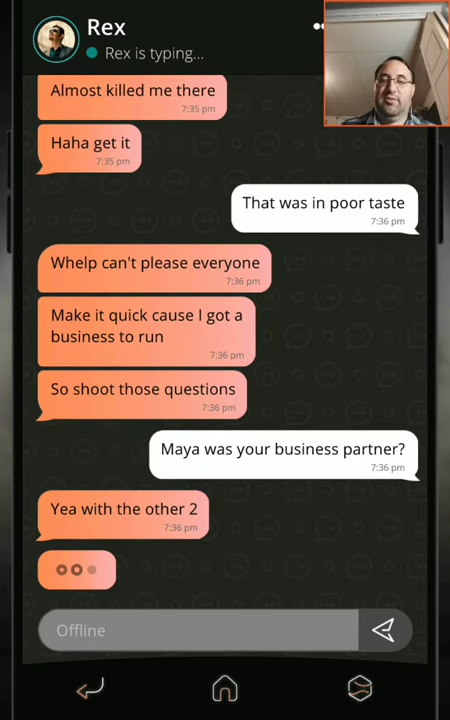 Rex
Rex is typing...
Almost killed me there
7:35 pm
Haha get it
7:35 pm
That was in poor taste
7:36 pm
Whelp can't please everyone
7:36 pm
Make it quick cause I got a
business to run
7:36 pm
So shoot those questions
7:36 pm
Maya was your business partner?
7:36 pm
Yea with the other 2
7:36 pm
Offline